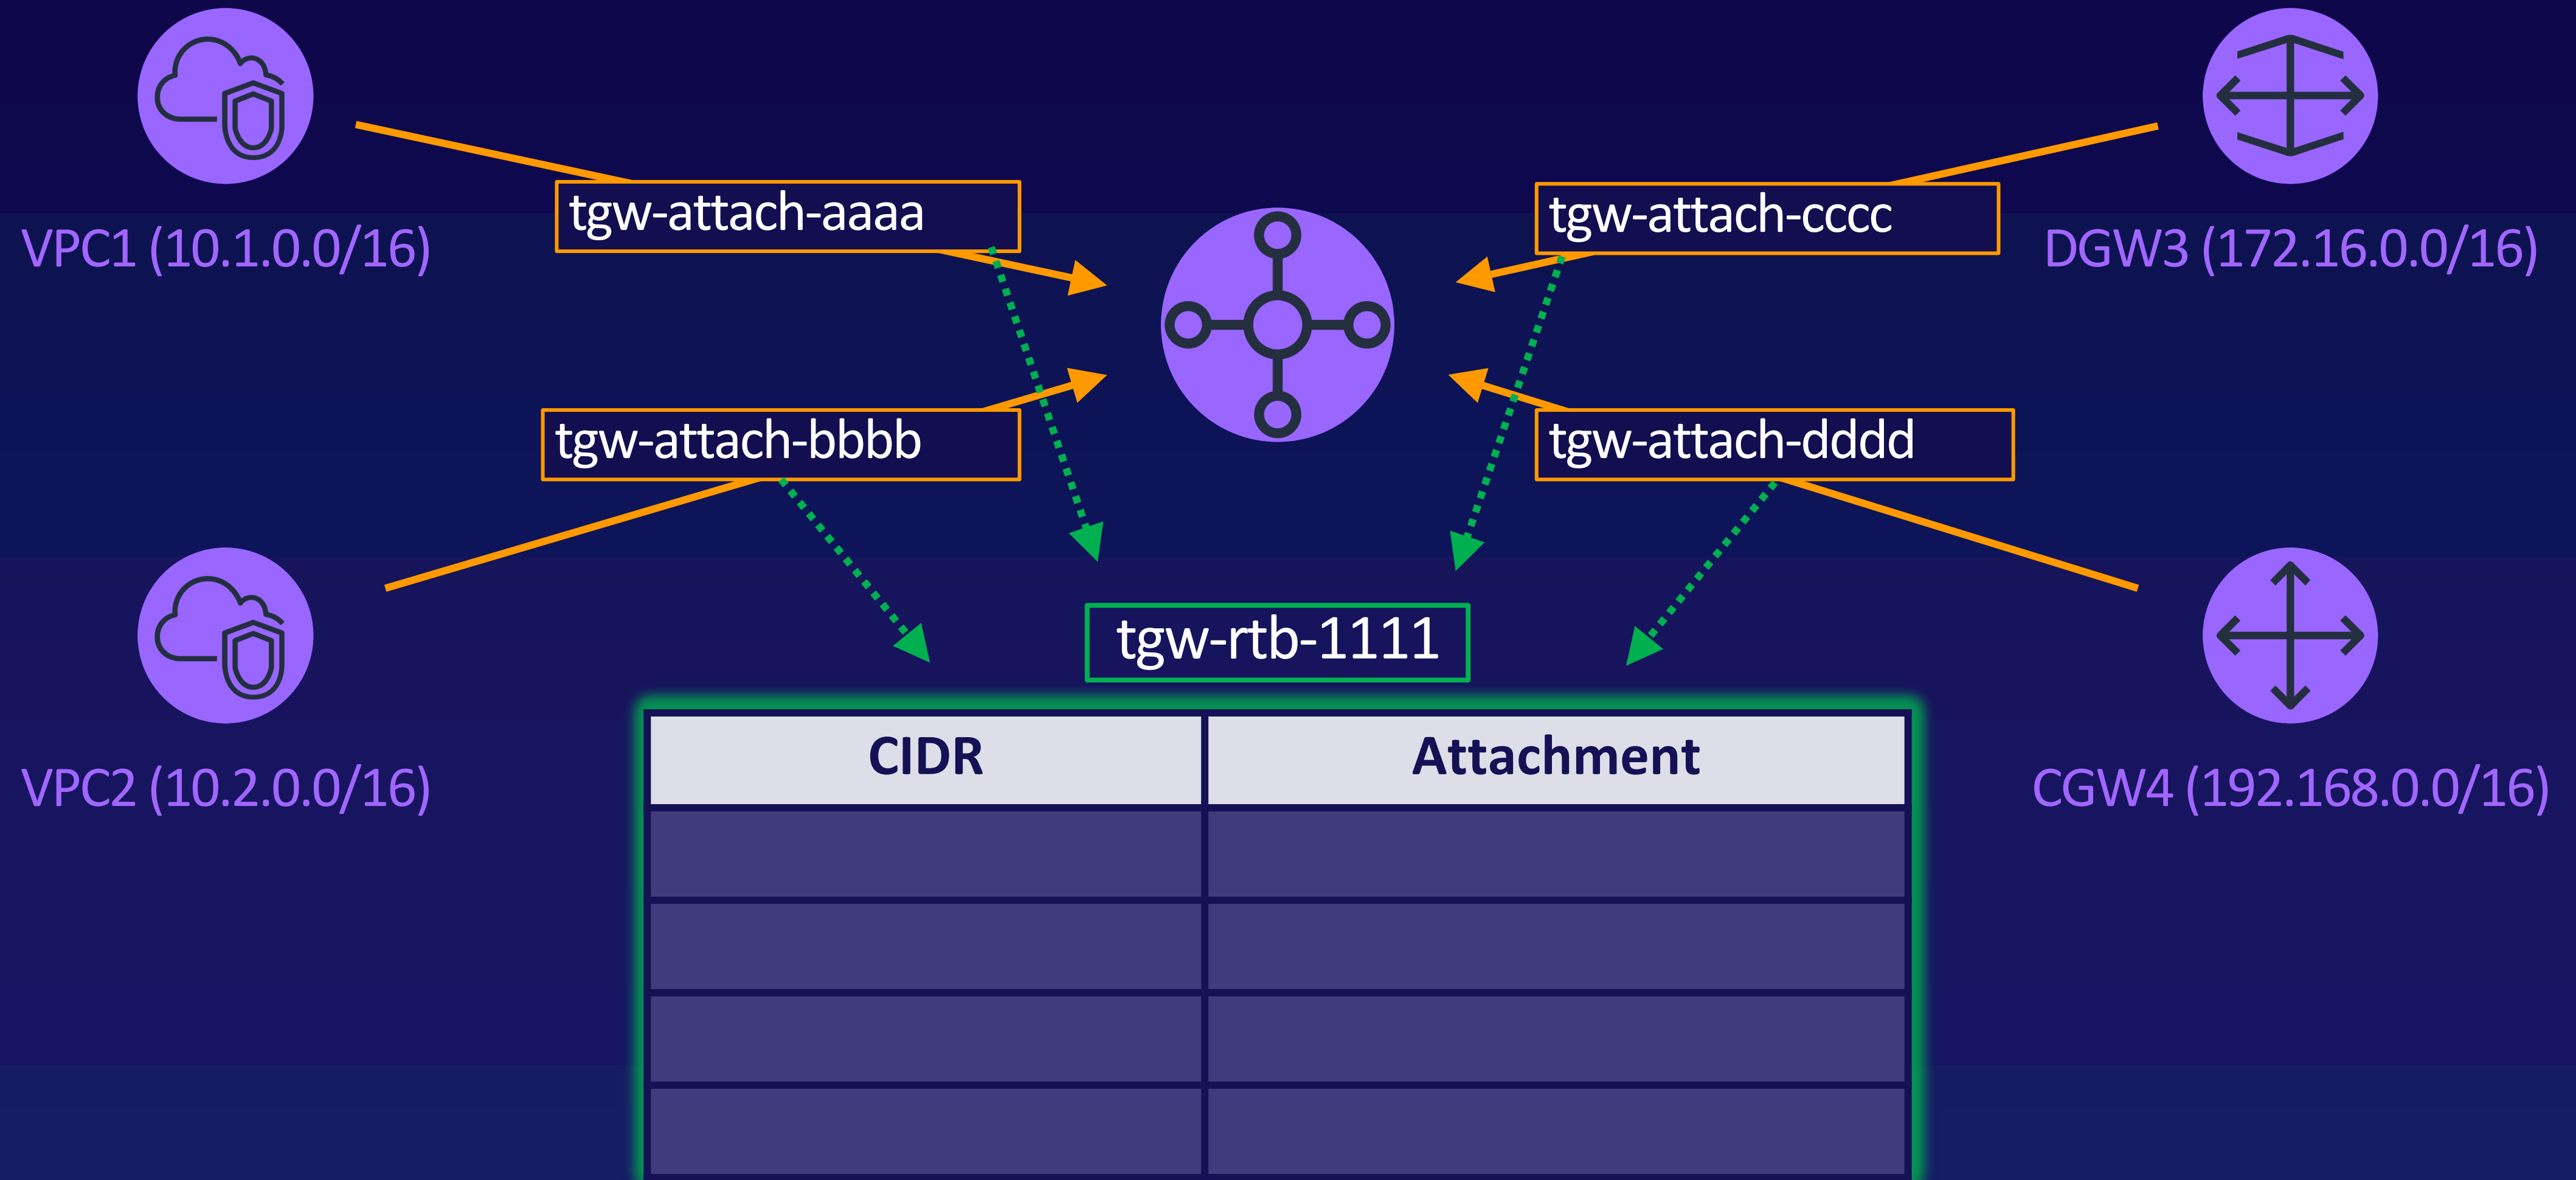 tgw-attach-aaaa
tgw-attach-cccc
VPC1 (10.1.0.0/16)
DGW3 (172.16.0.0/16)
tgw-attach-bbbb
tgw-attach-dddd
tgw-rtb-1111
VPC2 (10.2.0.0/16)
CGW4 (192.168.0.0/16)
CIDR
Attachment